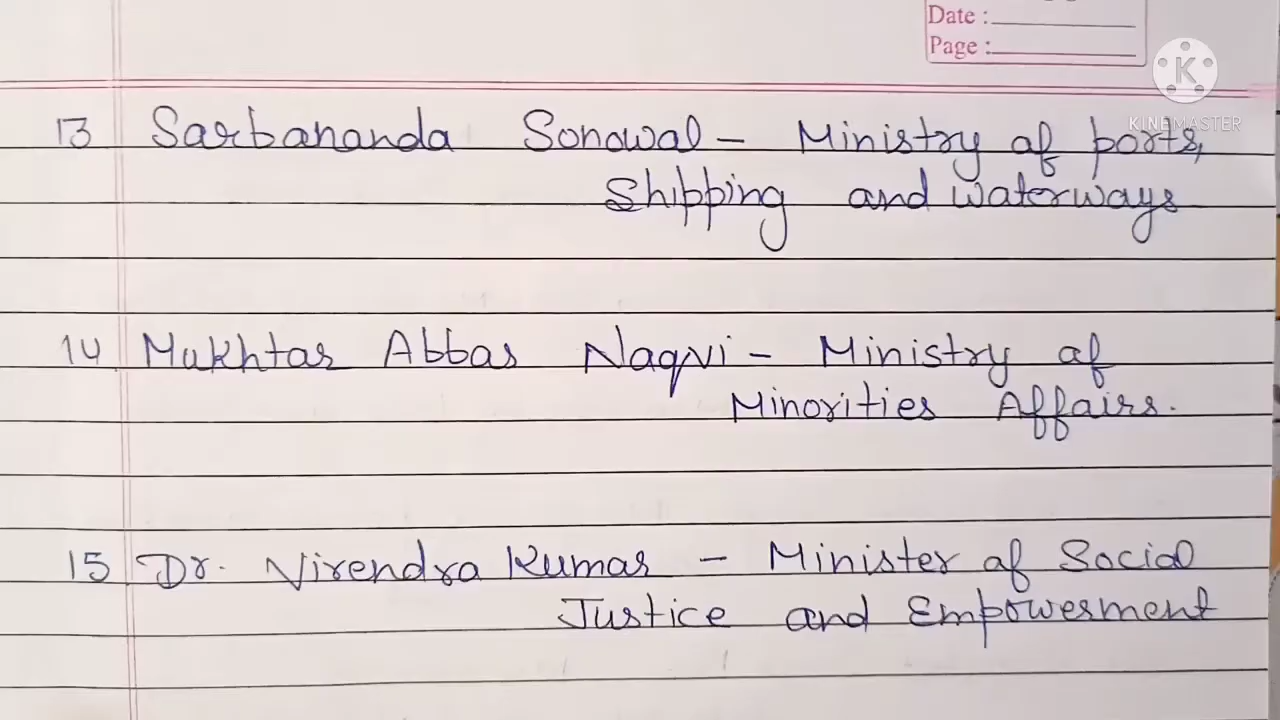 Date :
Page :
K
KINEMASTER
13 Sarbananda Sonowal - Ministry of ports,
Shipping and waterways
14 Mukhtar Abbas Naqvi - Ministry of
Minorities Affairs.
15 Dr. Virendra Kumar - Minister of Social
Justice and Empowerment